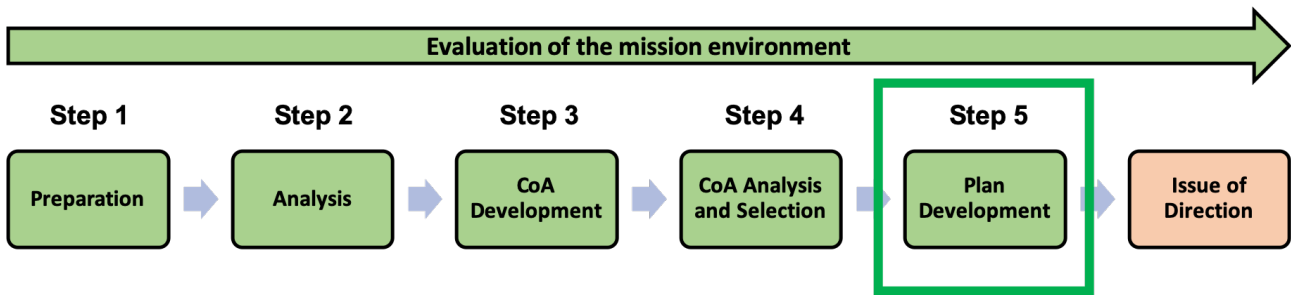 Evaluation of the mission environment
Step 1
Step 2
Step 3
Step 4
Step 5
Preparation
Analysis
CoA
Development
CoA Analysis
and Selection
Plan
Development
Issue of
Direction